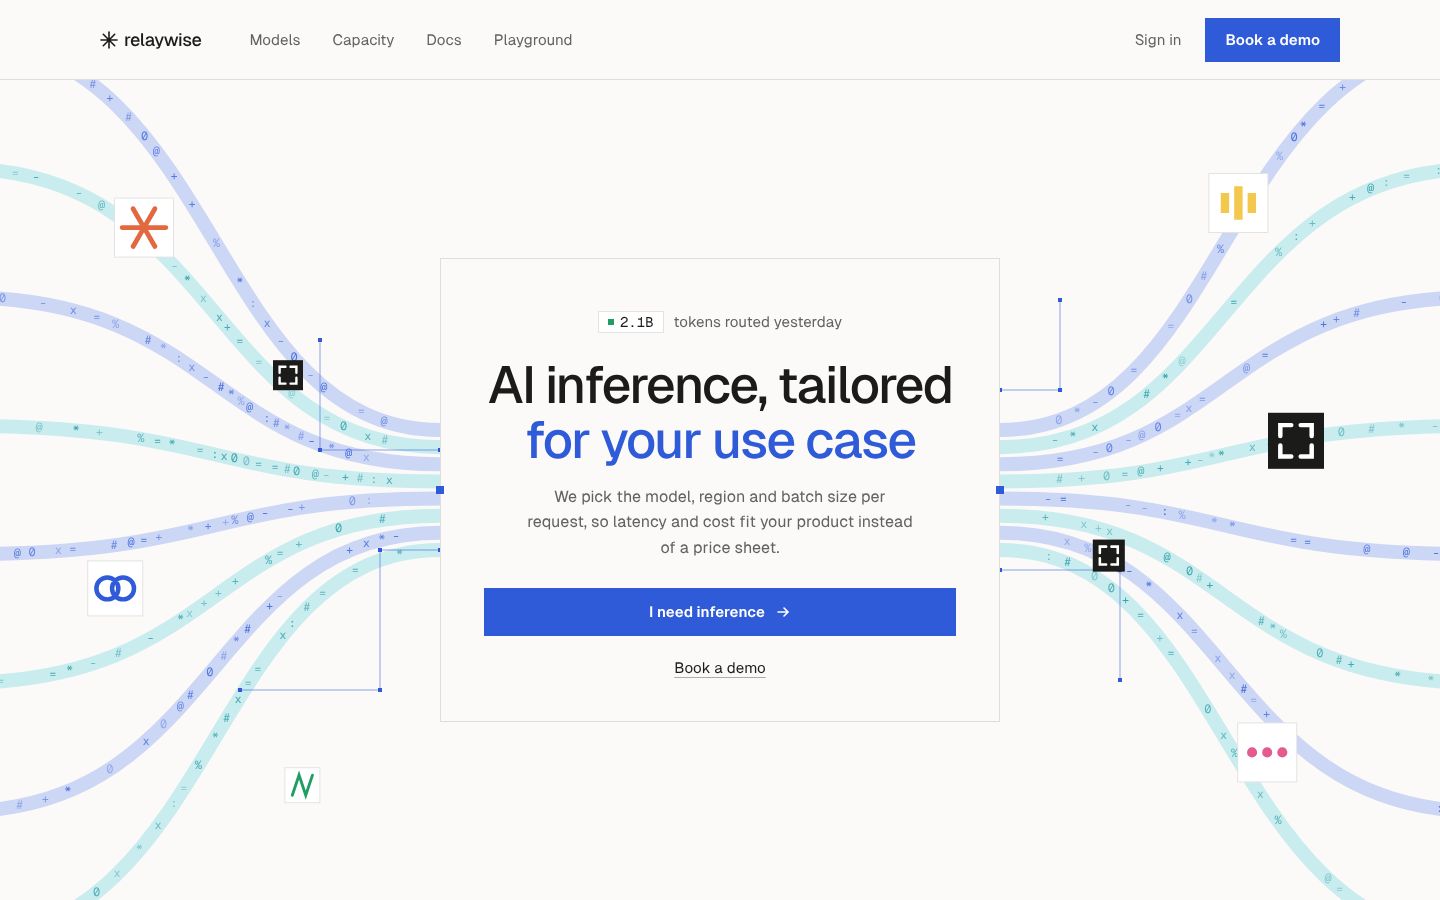 relaywise
Models
Capacity
Docs
Playground
Sign in
Book a demo
2.1B tokens routed yesterday
AI inference, tailored
for your use case
We pick the model, region and batch size per
request, so latency and cost fit your product instead
of a price sheet.
I need inference →
Book a demo